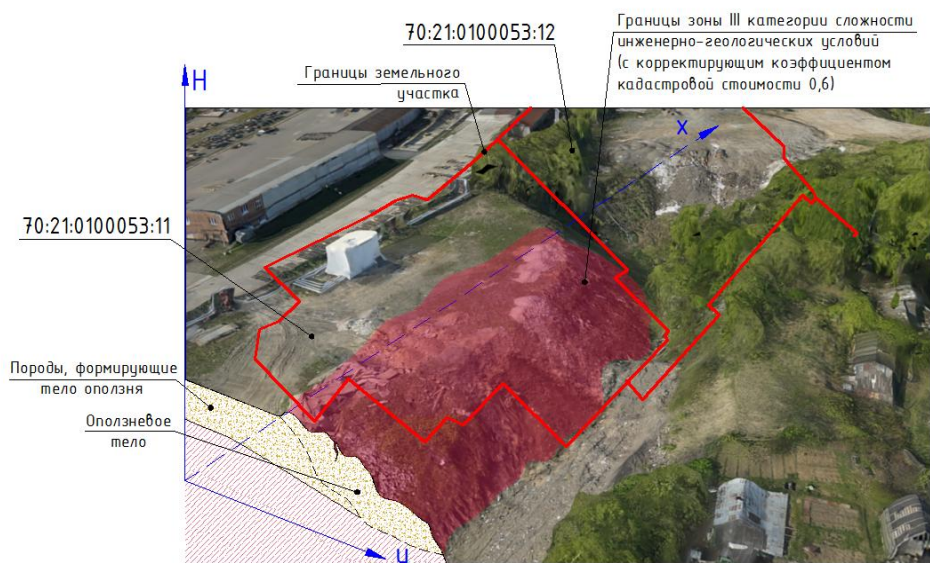 70:21:0100053:12
Границы зоны III категории сложности
инженерно-геологических условий
(с корректирующим коэффициентом
кадастровой стоимости 0,6)
Границы земельного
участка
H
x
70:21:0100053:11
Породы, формирующие
тело оползня
Оползневое
тело
y